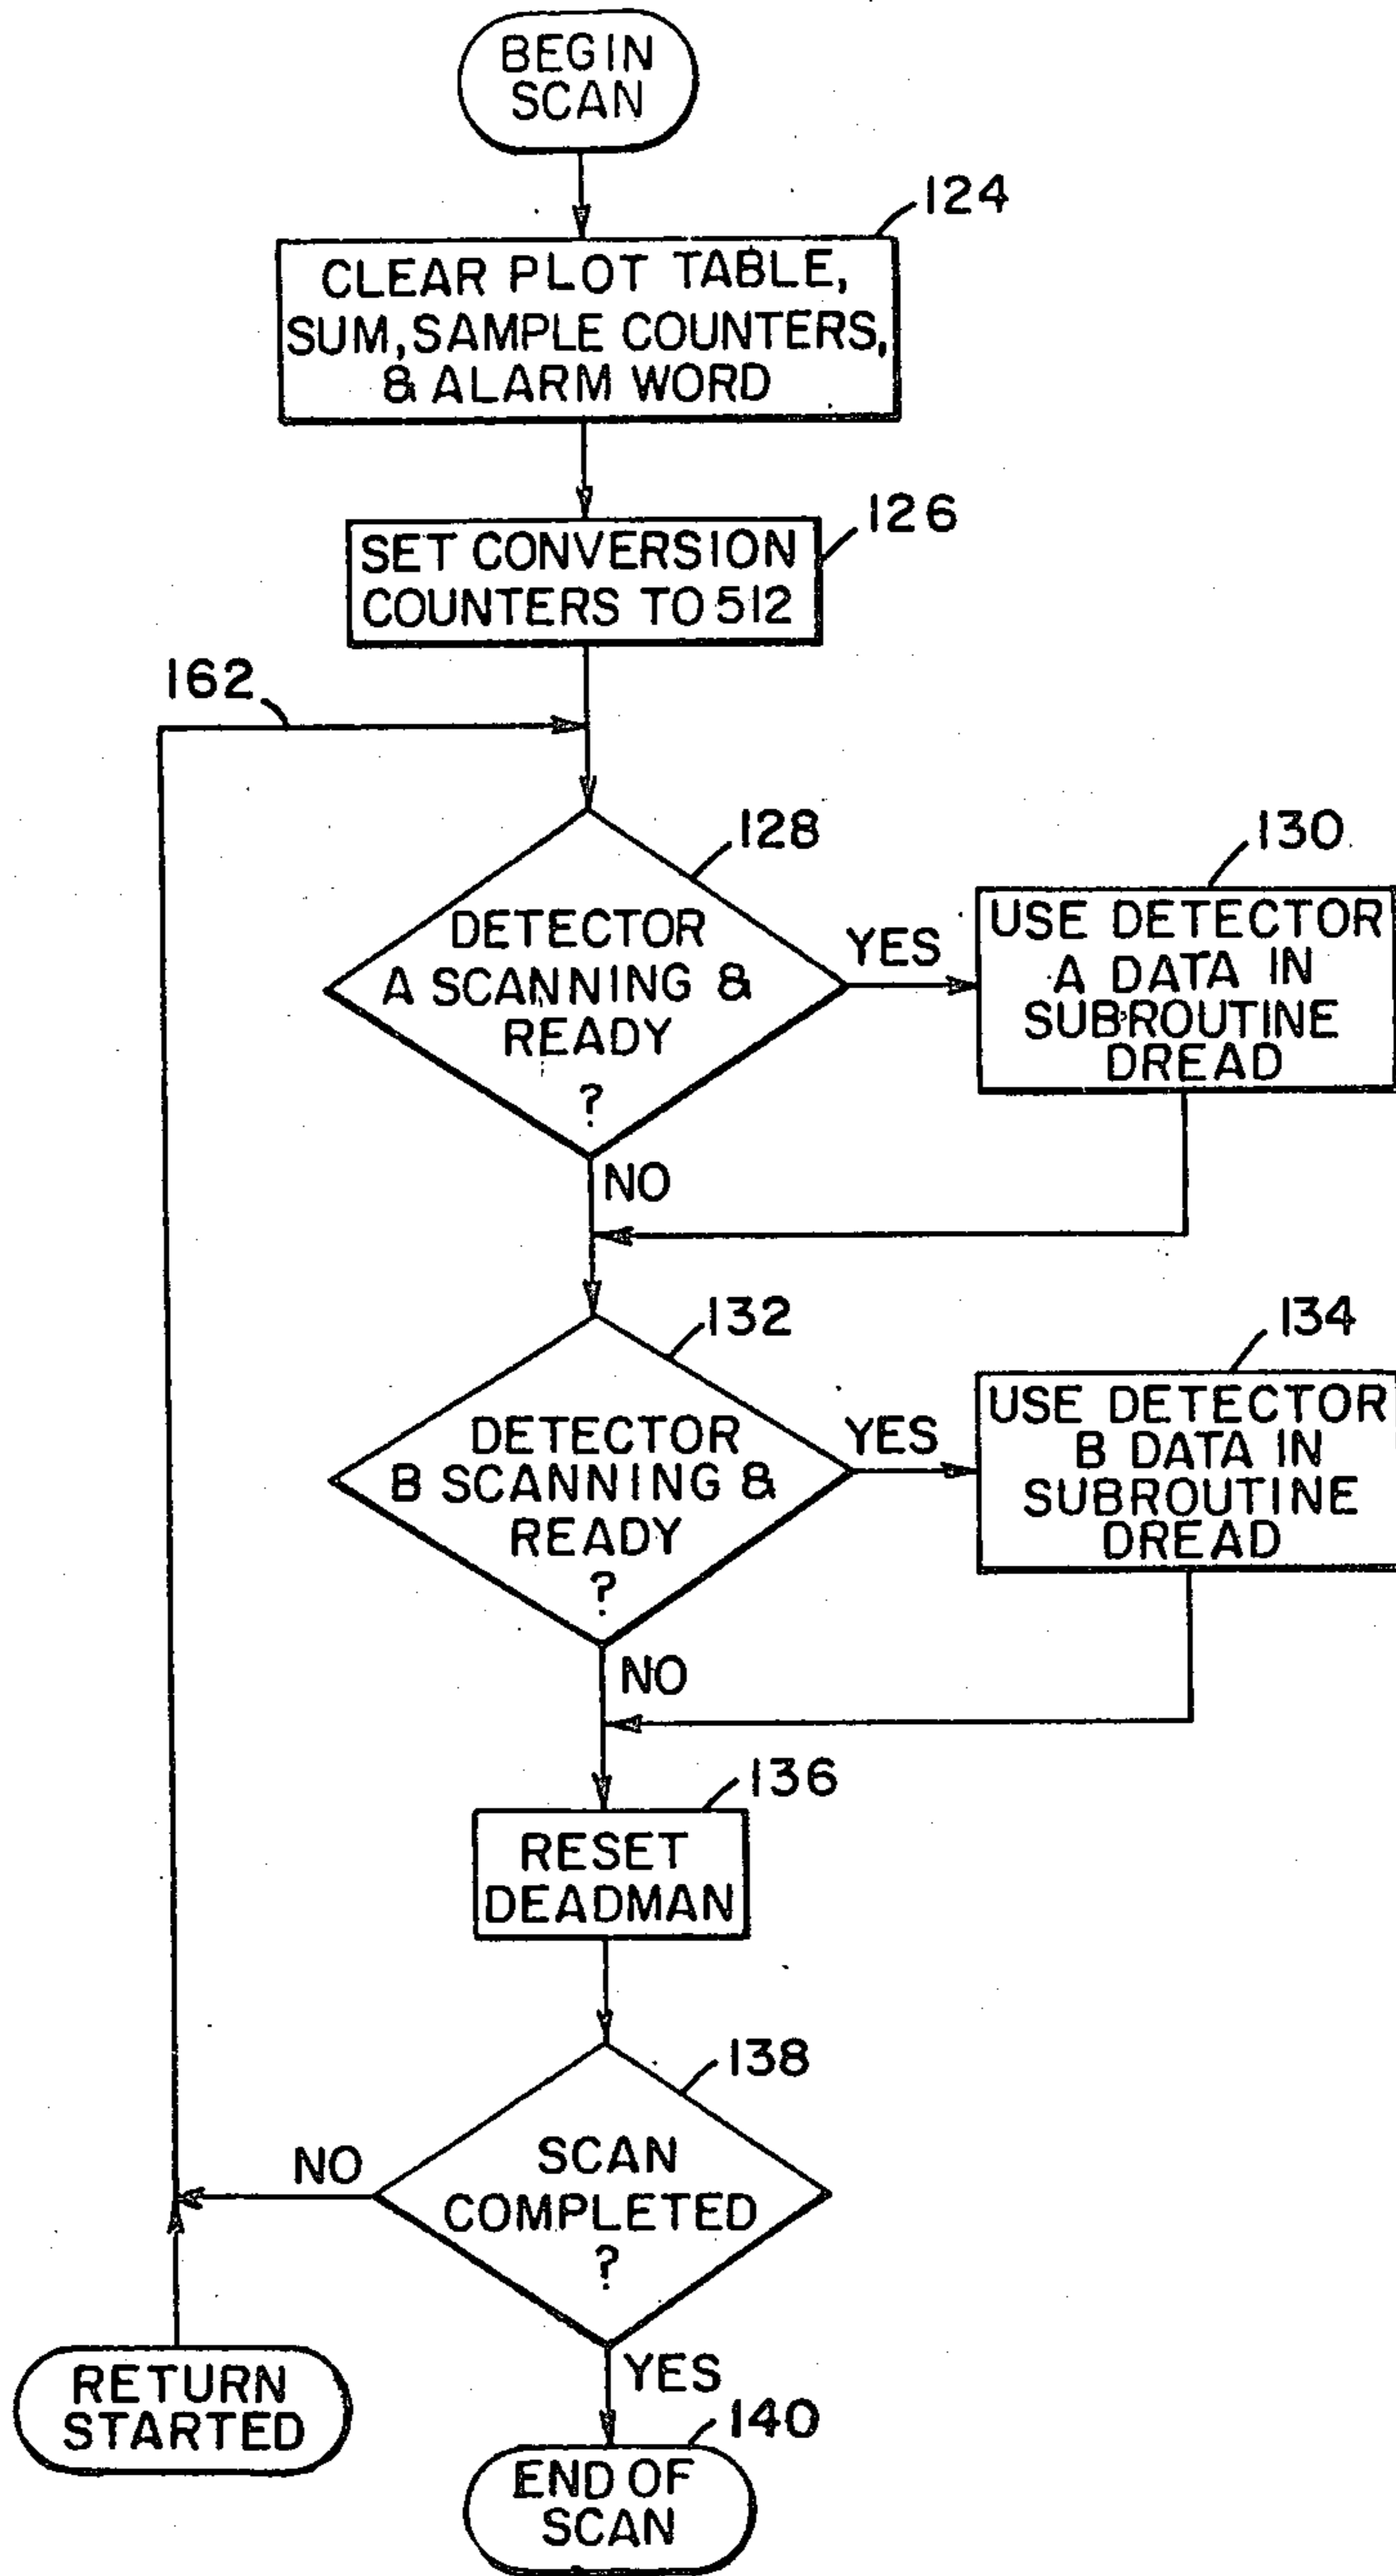 BEGIN
SCAN
124
CLEAR PLOT TABLE,
SUM, SAMPLE COUNTERS,
& ALARM WORD
126
SET CONVERSION
COUNTERS TO 512
162
128
DETECTOR
A SCANNING &
READY
?
YES
130
USE DETECTOR
A DATA IN
SUBROUTINE
DREAD
NO
132
DETECTOR
B SCANNING &
READY
?
YES
134
USE DETECTOR
B DATA IN
SUBROUTINE
DREAD
NO
136
RESET
DEADMAN
138
SCAN
COMPLETED
?
NO
RETURN
STARTED
YES
140
END OF
SCAN